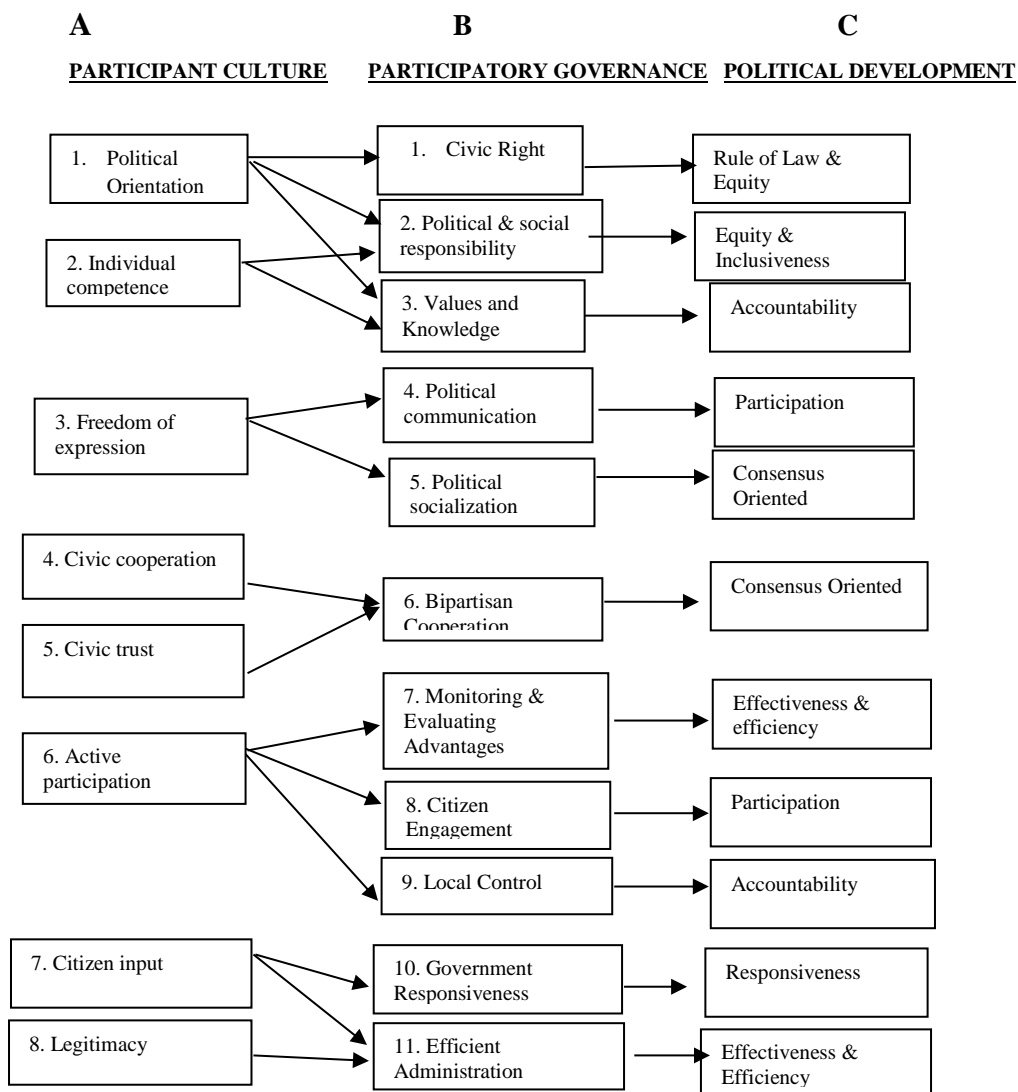 A
B
C
PARTICIPANT CULTURE
PARTICIPATORY GOVERNANCE
POLITICAL DEVELOPMENT
1. Political
Orientation
1. Civic Right
Rule of Law &
Equity
2. Political & social
responsibility
Equity &
Inclusiveness
2. Individual
competence
3. Values and
Knowledge
Accountability
3. Freedom of
expression
4. Political
communication
Participation
5. Political
socialization
Consensus
Oriented
4. Civic cooperation
5. Civic trust
6. Bipartisan
Cooperation
Consensus Oriented
6. Active
participation
7. Monitoring &
Evaluating
Advantages
Effectiveness &
efficiency
8. Citizen
Engagement
Participation
9. Local Control
Accountability
7. Citizen input
10. Government
Responsiveness
Responsiveness
8. Legitimacy
11. Efficient
Administration
Effectiveness &
Efficiency